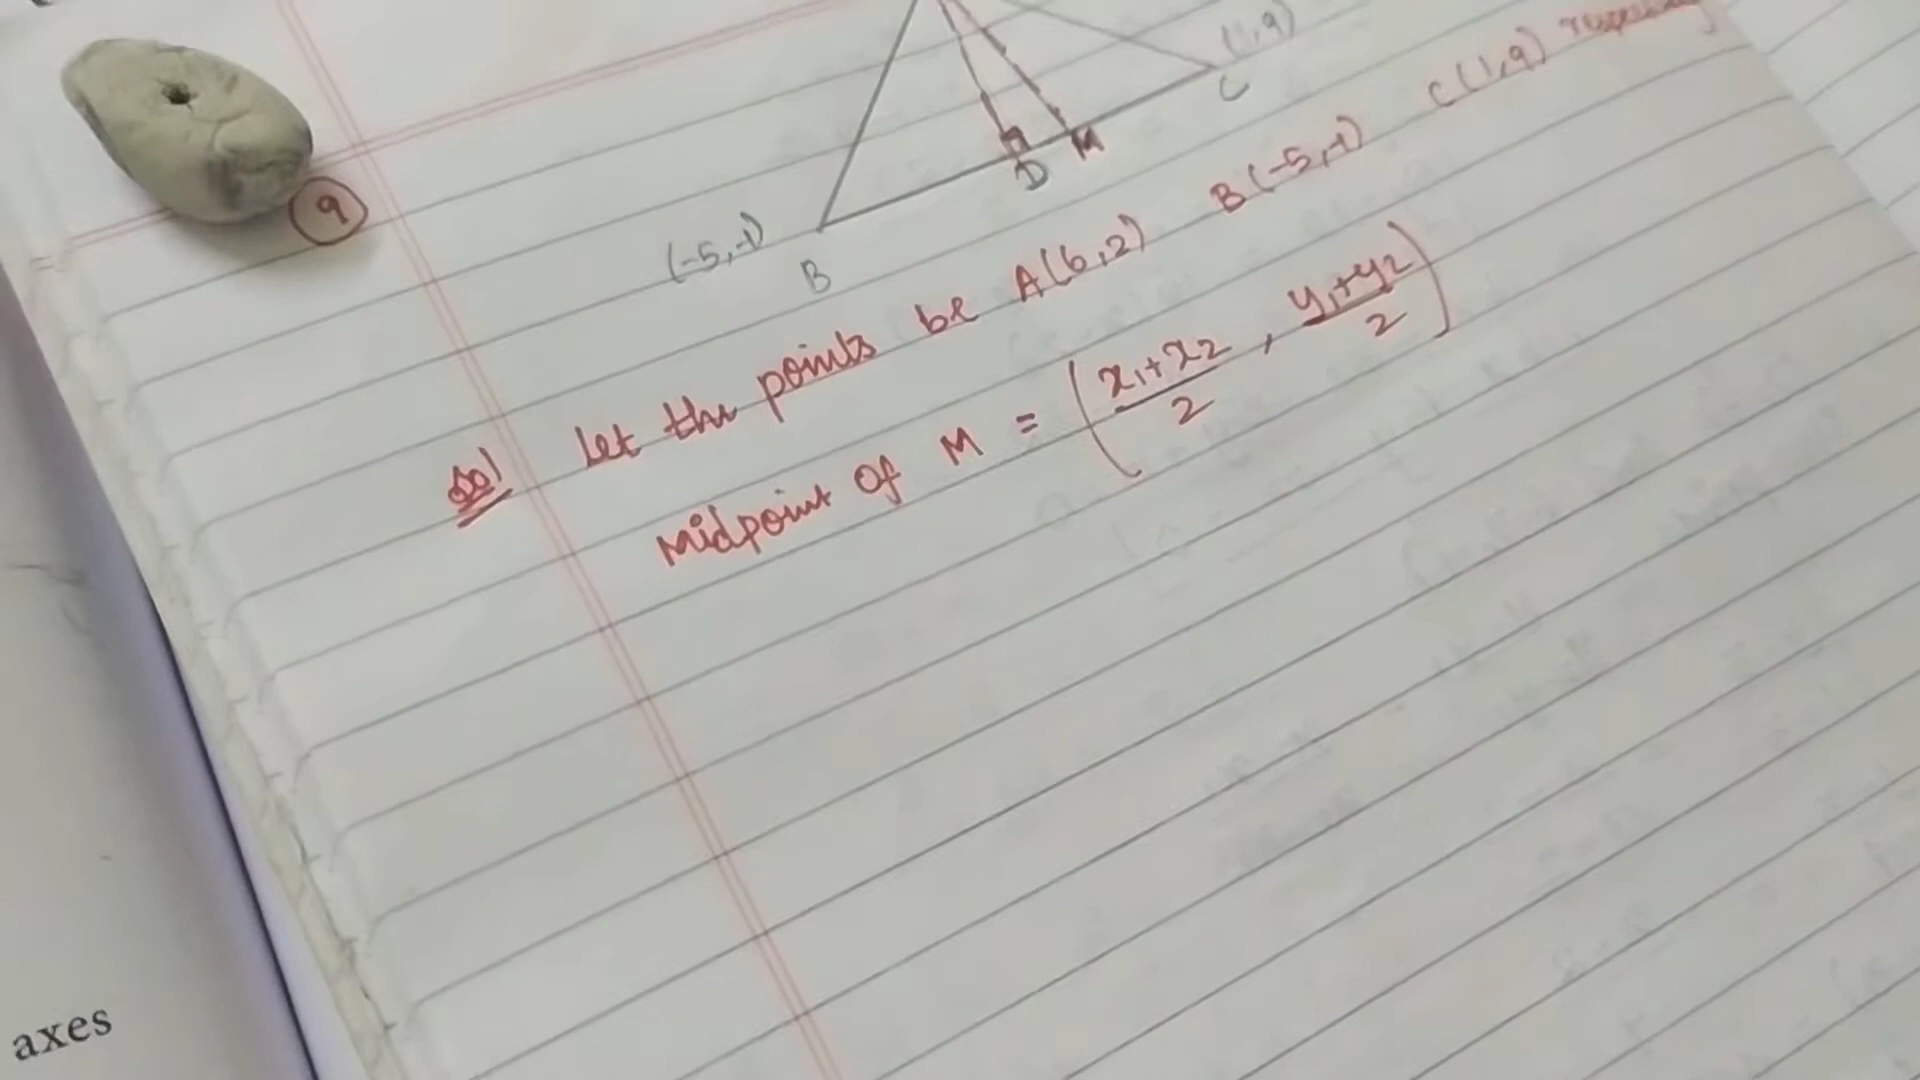 (1,9)
C
M
D
(-5,-1)
B
9
Sol Let the points be A(6,2) B(-5,-1) C(1,9)
Midpoint of M = (x1+x2/2 , y1+y2/2)
axes